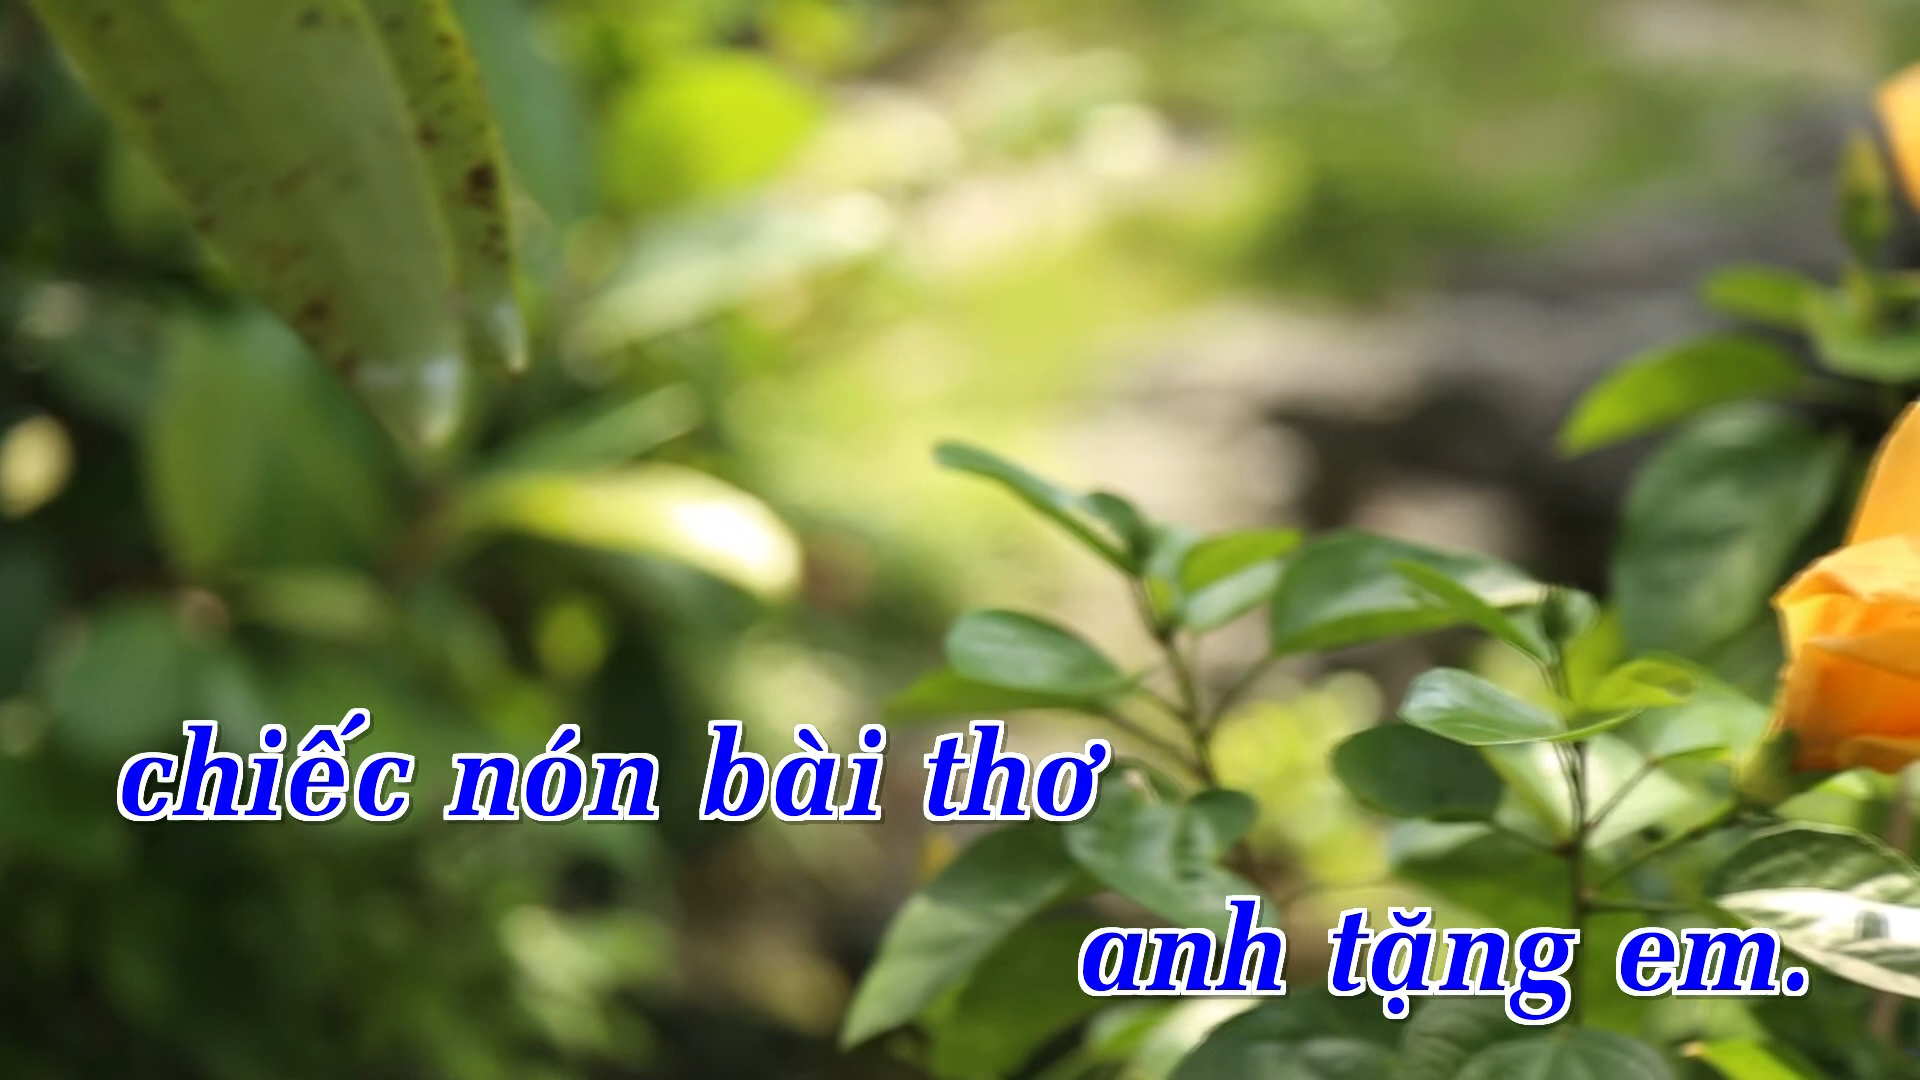 chiếc nón bài thơ
anh tặng em.